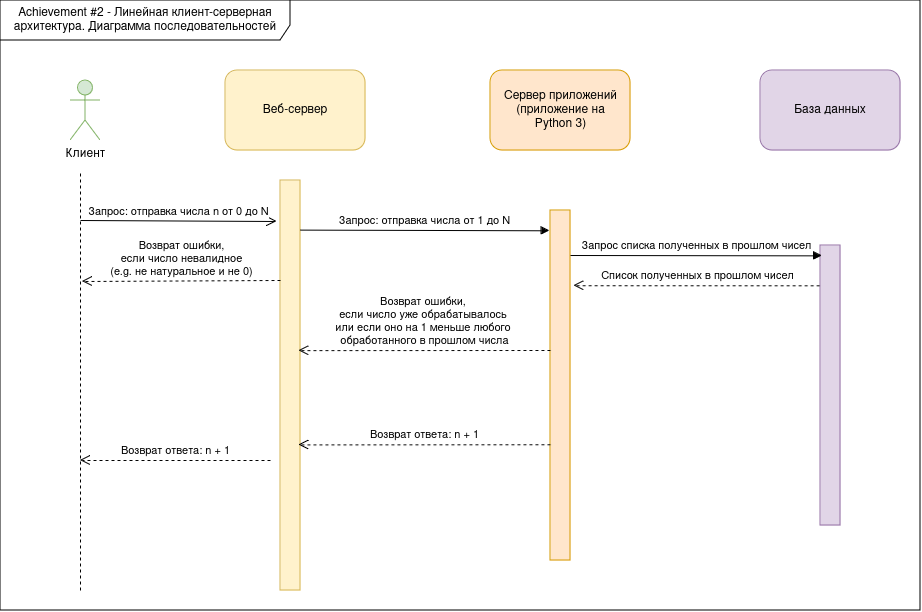 Achievement #2 - Линейная клиент-серверная
архитектура. Диаграмма последовательностей
Клиент
Веб-сервер
Сервер приложений
(приложение на
Python 3)
База данных
Запрос: отправка числа n от 0 до N
Запрос: отправка числа от 1 до N
Запрос списка полученных в прошлом чисел
Возврат ошибки,
если число невалидное
(e.g. не натуральное и не 0)
Список полученных в прошлом чисел
Возврат ошибки,
если число уже обрабатывалось
или если оно на 1 меньше любого
обработанного в прошлом числа
Возврат ответа: n + 1
Возврат ответа: n + 1